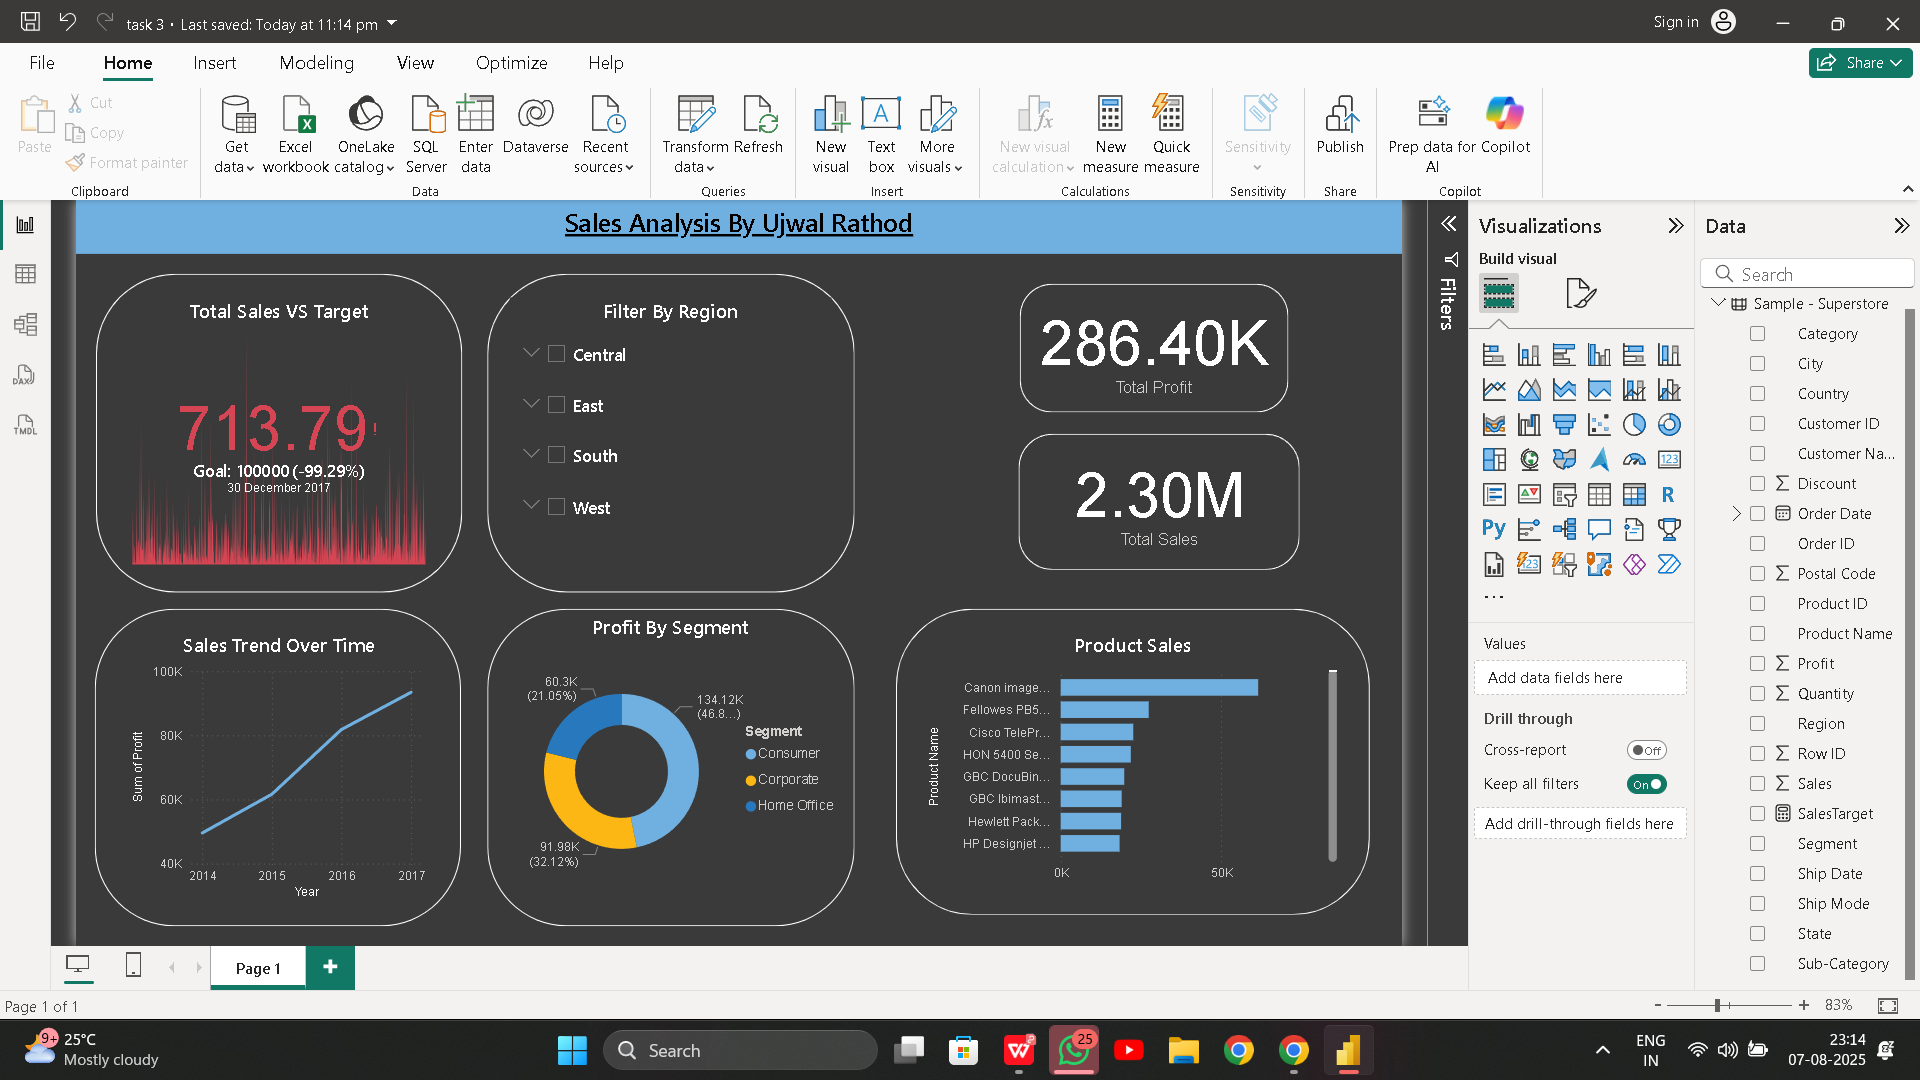 task 3 • Last saved: Today at 11:14 pm
Sign in
File
Home
Insert
Modeling
View
Optimize
Help
Share
Paste
Cut
Copy
Format painter
Clipboard
Get data
Excel workbook
OneLake catalog
SQL Server
Enter data
Dataverse
Recent sources
Data
Transform data
Refresh
Queries
New visual
Text box
More visuals
Insert
New visual calculation
New measure
Quick measure
Calculations
Sensitivity
Sensitivity
Publish
Share
Prep data for AI
Copilot
Copilot
Sales Analysis By Ujwal Rathod
Total Sales VS Target
713.79!
Goal: 100000 (-99.29%)
30 December 2017
Filter By Region
Central
East
South
West
286.40K
Total Profit
2.30M
Total Sales
Sales Trend Over Time
100K
80K
60K
40K
Sum of Profit
2014
2015
2016
2017
Year
Profit By Segment
60.3K
(21.05%)
134.12K
(46.8...)
91.98K
(32.12%)
Segment
Consumer
Corporate
Home Office
Product Sales
Product Name
Canon image...
Fellowes PB5...
Cisco TelePr...
HON 5400 Se...
GBC DocuBin...
GBC Ibimast...
Hewlett Pack...
HP Designjet ...
0K
50K
Filters
Visualizations
Build visual
123
R
Py
...
Values
Add data fields here
Drill through
Cross-report
Off
Keep all filters
On
Add drill-through fields here
Data
Search
Sample - Superstore
Category
City
Country
Customer ID
Customer Na...
Discount
Order Date
Order ID
Postal Code
Product ID
Product Name
Profit
Quantity
Region
Row ID
Sales
SalesTarget
Segment
Ship Date
Ship Mode
State
Sub-Category
DAX
TMDL
Page 1
Page 1 of 1
83%
9+
25°C
Mostly cloudy
Search
25
ENG
IN
23:14
07-08-2025